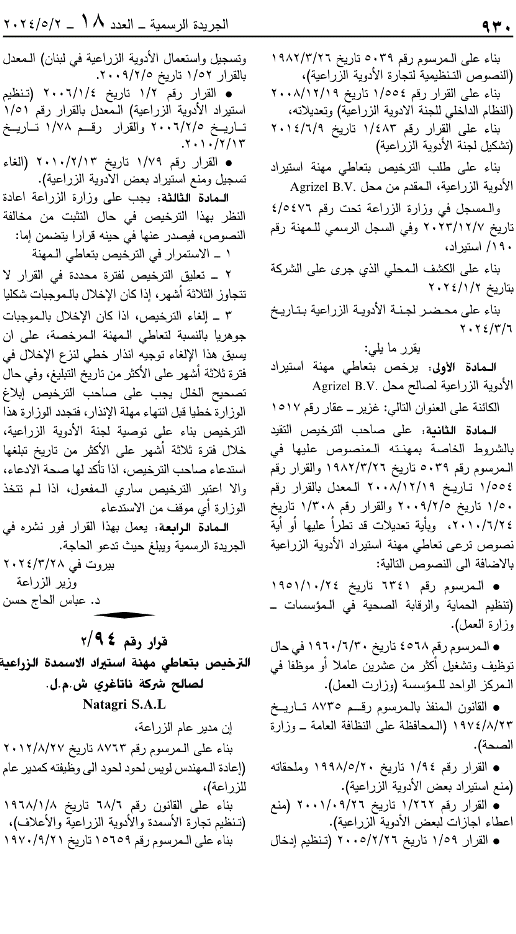 ٩٣٠
الجريدة الرسمية ــ العدد ١٨ ــ ٢٠٢٤/٥/٢
بناء على المرسوم رقم ٥٠٣٩ تاريخ ١٩٨٢/٣/٢٦
(النصوص التنظيمية لتجارة الأدوية الزراعية)،
بناء على القرار رقم ١/٥٥٤ تاريخ ٢٠٠٨/١٢/١٩
(النظام الداخلي للجنة الادوية الزراعية) وتعديلاته،
بناء على القرار رقم ١/٤٨٣ تاريخ ٢٠١٤/٦/٩
(تشكيل لجنة الأدوية الزراعية)
بناء على طلب الترخيص بتعاطي مهنة استيراد
الأدوية الزراعية، المقدم من محل Agrizel B.V.
والمسجل في وزارة الزراعة تحت رقم ٤/٥٤٧٦
تاريخ ٢٠٢٣/١٢/٧ وفي السجل الرسمي للمهنة رقم
١٩٠/ استيراد،
بناء على الكشف المحلي الذي جرى على الشركة
بتاريخ ٢٠٢٤/١/٢
بناء على محضر لجنة الأدوية الزراعية بتاريخ
٢٠٢٤/٣/٦
يقرر ما يلي:
المادة الأولى: يرخص بتعاطي مهنة استيراد
الأدوية الزراعية لصالح محل Agrizel B.V.
الكائنة على العنوان التالي: غزير ــ عقار رقم ١٥١٧
المادة الثانية: على صاحب الترخيص التقيد
بالشروط الخاصة بمهنته المنصوص عليها في
المرسوم رقم ٥٠٣٩ تاريخ ١٩٨٢/٣/٢٦ والقرار رقم
١/٥٥٤ تاريخ ٢٠٠٨/١٢/١٩ المعدل بالقرار رقم
١/٥٠ تاريخ ٢٠٠٩/٢/٥ والقرار رقم ١/٣٠٨ تاريخ
٢٠١٠/٦/٢٤، وبأية تعديلات قد تطرأ عليها أو أية
نصوص ترعى تعاطي مهنة استيراد الأدوية الزراعية
بالاضافة الى النصوص التالية:
● المرسوم رقم ٦٣٤١ تاريخ ١٩٥١/١٠/٢٤
(تنظيم الحماية والرقابة الصحية في المؤسسات ــ
وزارة العمل).
● المرسوم رقم ٤٥٦٨ تاريخ ١٩٦٠/٦/٣٠ في حال
توظيف وتشغيل أكثر من عشرين عاملا أو موظفا في
المركز الواحد للمؤسسة (وزارت العمل).
● القانون المنفذ بالمرسوم رقم ٨٧٣٥ تاريخ
١٩٧٤/٨/٢٣ (المحافظة على النظافة العامة ــ وزارة
الصحة).
● القرار رقم ١/٩٤ تاريخ ١٩٩٨/٥/٢٠ وملحقاته
(منع استيراد بعض الأدوية الزراعية).
● القرار رقم ١/٢٦٢ تاريخ ٢٠٠١/٠٩/٢٦ (منع
اعطاء اجازات لبعض الأدوية الزراعية).
● القرار ١/٥٩ تاريخ ٢٠٠٥/٢/٢٦ (تنظيم إدخال
وتسجيل واستعمال الأدوية الزراعية في لبنان) المعدل
بالقرار ١/٥٢ تاريخ ٢٠٠٩/٢/٥.
● القرار رقم ١/٢ تاريخ ٢٠٠٦/١/٤ (تنظيم
استيراد الأدوية الزراعية) المعدل بالقرار رقم ١/٥١
تاريخ ٢٠٠٦/٢/٥ والقرار رقم ١/٧٨ تاريخ
٢٠١٠/٢/١٣.
● القرار رقم ١/٧٩ تاريخ ٢٠١٠/٢/١٣ (الغاء
تسجيل ومنع استيراد بعض الادوية الزراعية).
المادة الثالثة: يجب على وزارة الزراعة اعادة
النظر بهذا الترخيص في حال التثبت من مخالفة
النصوص، فيصدر عنها في حينه قرارا يتضمن إما:
١ ــ الاستمرار في الترخيص بتعاطي المهنة
٢ ــ تعليق الترخيص لفترة محددة في القرار لا
تتجاوز الثلاثة أشهر، إذا كان الإخلال بالموجبات شكليا
٣ ــ إلغاء الترخيص، اذا كان الإخلال بالموجبات
جوهريا بالنسبة لتعاطي المهنة المرخصة، على ان
يسبق هذا الإلغاء توجيه انذار خطي لنزع الإخلال في
فترة ثلاثة أشهر على الأكثر من تاريخ التبليغ، وفي حال
تصحيح الخلل يجب على صاحب الترخيص إبلاغ
الوزارة خطيا قبل انتهاء مهلة الإنذار، فتجدد الوزارة هذا
الترخيص بناء على توصية لجنة الأدوية الزراعية،
خلال فترة ثلاثة أشهر على الأكثر من تاريخ تبلغها
استدعاء صاحب الترخيص، اذا تأكد لها صحة الادعاء،
والا اعتبر الترخيص ساري المفعول، اذا لم تتخذ
الوزارة أي موقف من الاستدعاء
المادة الرابعة: يعمل بهذا القرار فور نشره في
الجريدة الرسمية ويبلغ حيث تدعو الحاجة.
بيروت في ٢٠٢٤/٣/٢٨
وزير الزراعة
د. عباس الحاج حسن
قرار رقم ٢/٩٤
الترخيص بتعاطي مهنة استيراد الاسمدة الزراعية
لصالح شركة ناتاغري ش.م.ل.
Natagri S.A.L
إن مدير عام الزراعة،
بناء على المرسوم رقم ٨٧٦٣ تاريخ ٢٠١٢/٨/٢٧
(إعادة المهندس لويس لحود لحود الى وظيفته كمدير عام
للزراعة)،
بناء على القانون رقم ٦٨/٦ تاريخ ١٩٦٨/١/٨
(تنظيم تجارة الأسمدة والأدوية الزراعية والأعلاف)،
بناء على المرسوم رقم ١٥٦٥٩ تاريخ ١٩٧٠/٩/٢١